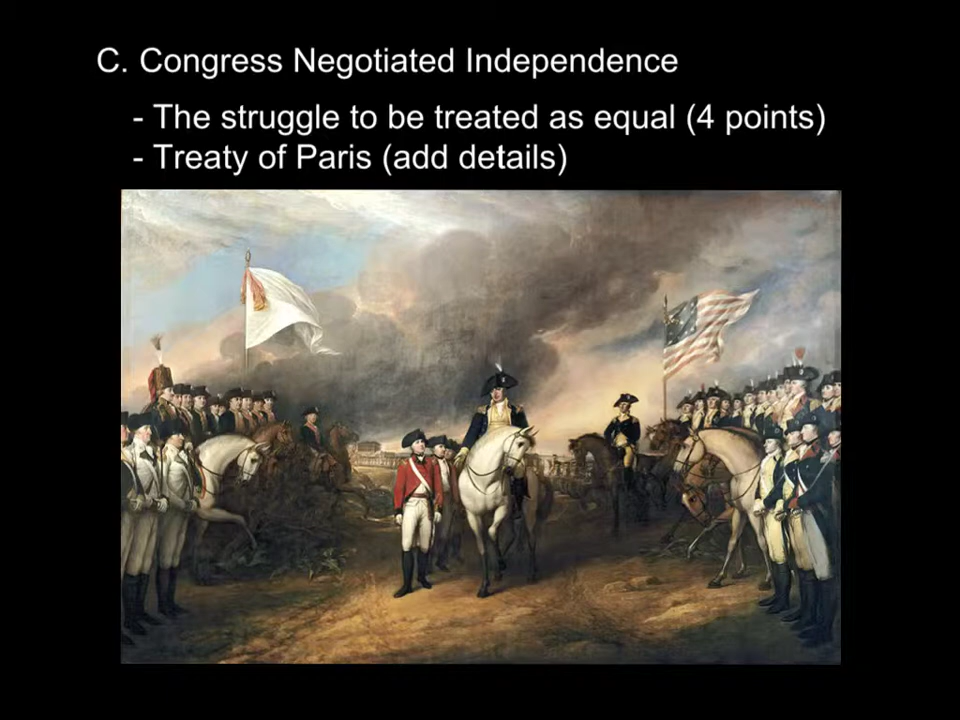 C. Congress Negotiated Independence
- The struggle to be treated as equal (4 points)
- Treaty of Paris (add details)